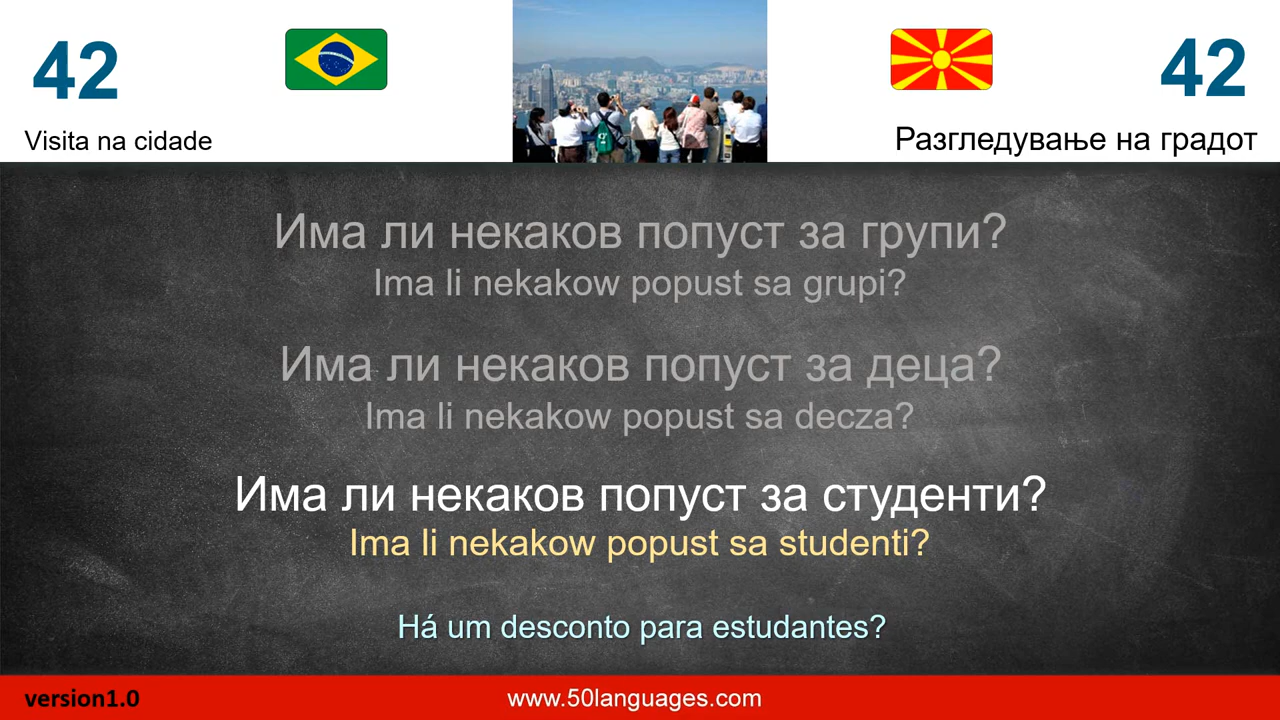 42
42
Visita na cidade
Разгледување на градот
Има ли некаков попуст за групи?
Ima li nekakow popust sa grupi?
Има ли некаков попуст за деца?
Ima li nekakow popust sa decza?
Има ли некаков попуст за студенти?
Ima li nekakow popust sa studenti?
Há um desconto para estudantes?
version1.0
www.50languages.com